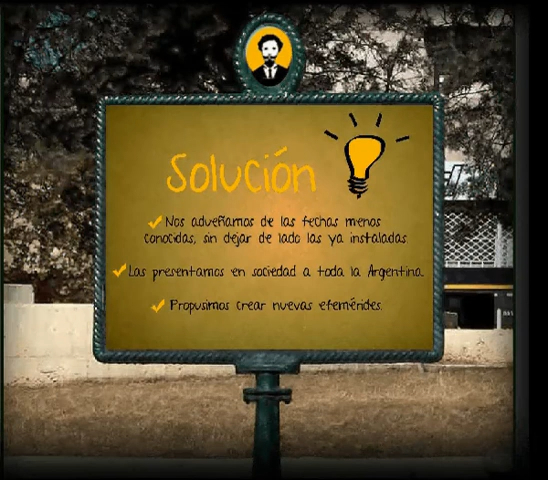 Solución
Nos adueñamos de las fechas menos
conocidas, sin dejar de lado las ya instaladas.
Las presentamos en sociedad a toda la Argentina.
Propusimos crear nuevas efemérides.